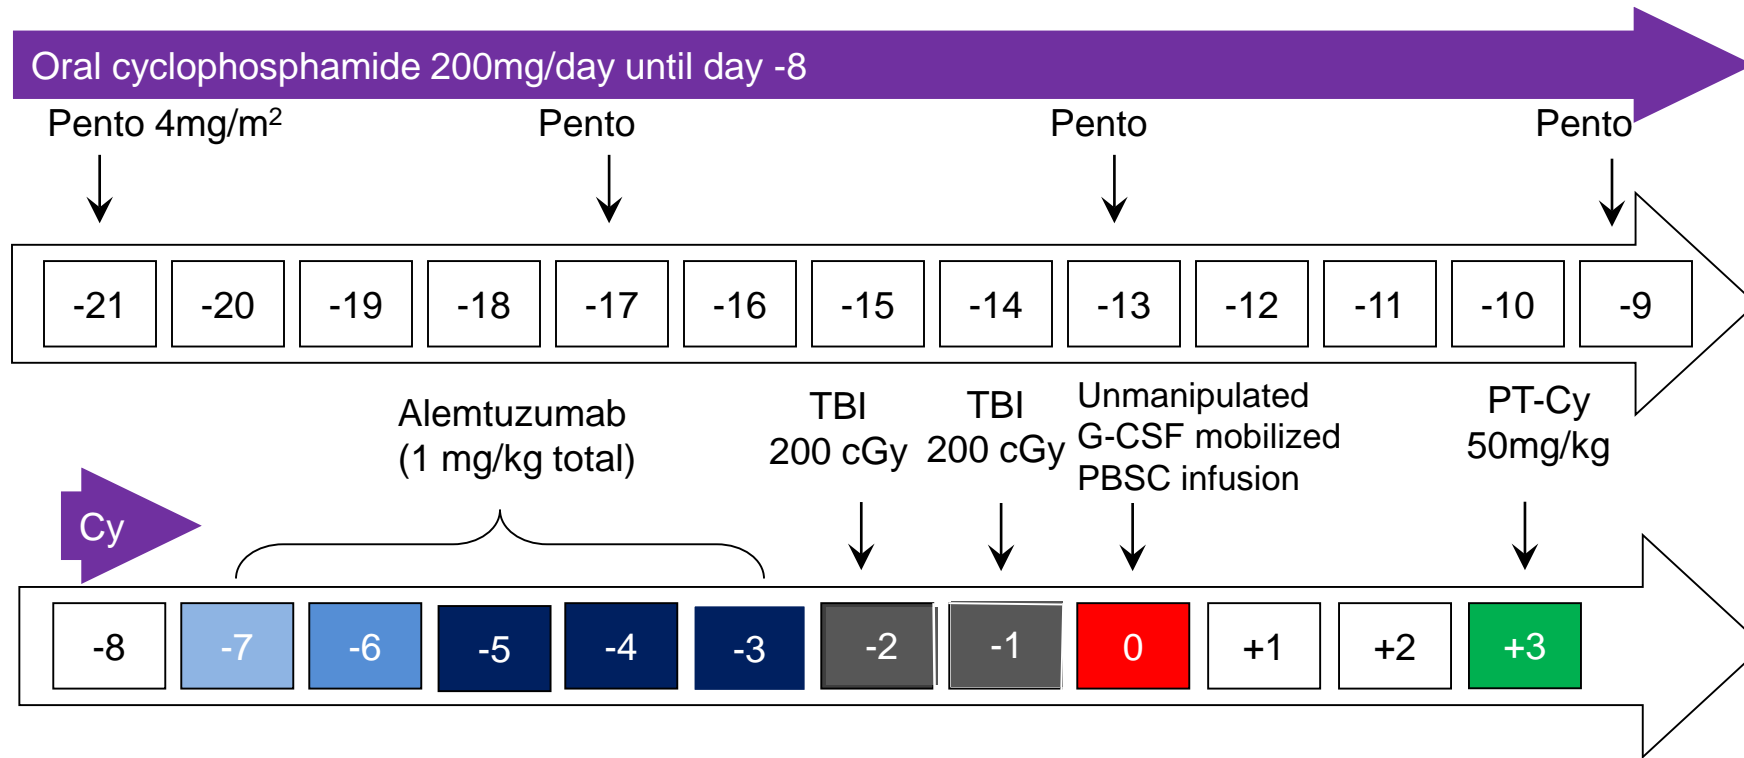 Oral cyclophosphamide 200mg/day until day -8
Pento 4mg/m²
Pento
Pento
Pento
-21
-20
-19
-18
-17
-16
-15
-14
-13
-12
-11
-10
-9
Alemtuzumab
(1 mg/kg total)
TBI
200 cGy
TBI
200 cGy
Unmanipulated
G-CSF mobilized
PBSC infusion
PT-Cy
50mg/kg
Cy
-8
-7
-6
-5
-4
-3
-2
-1
0
+1
+2
+3